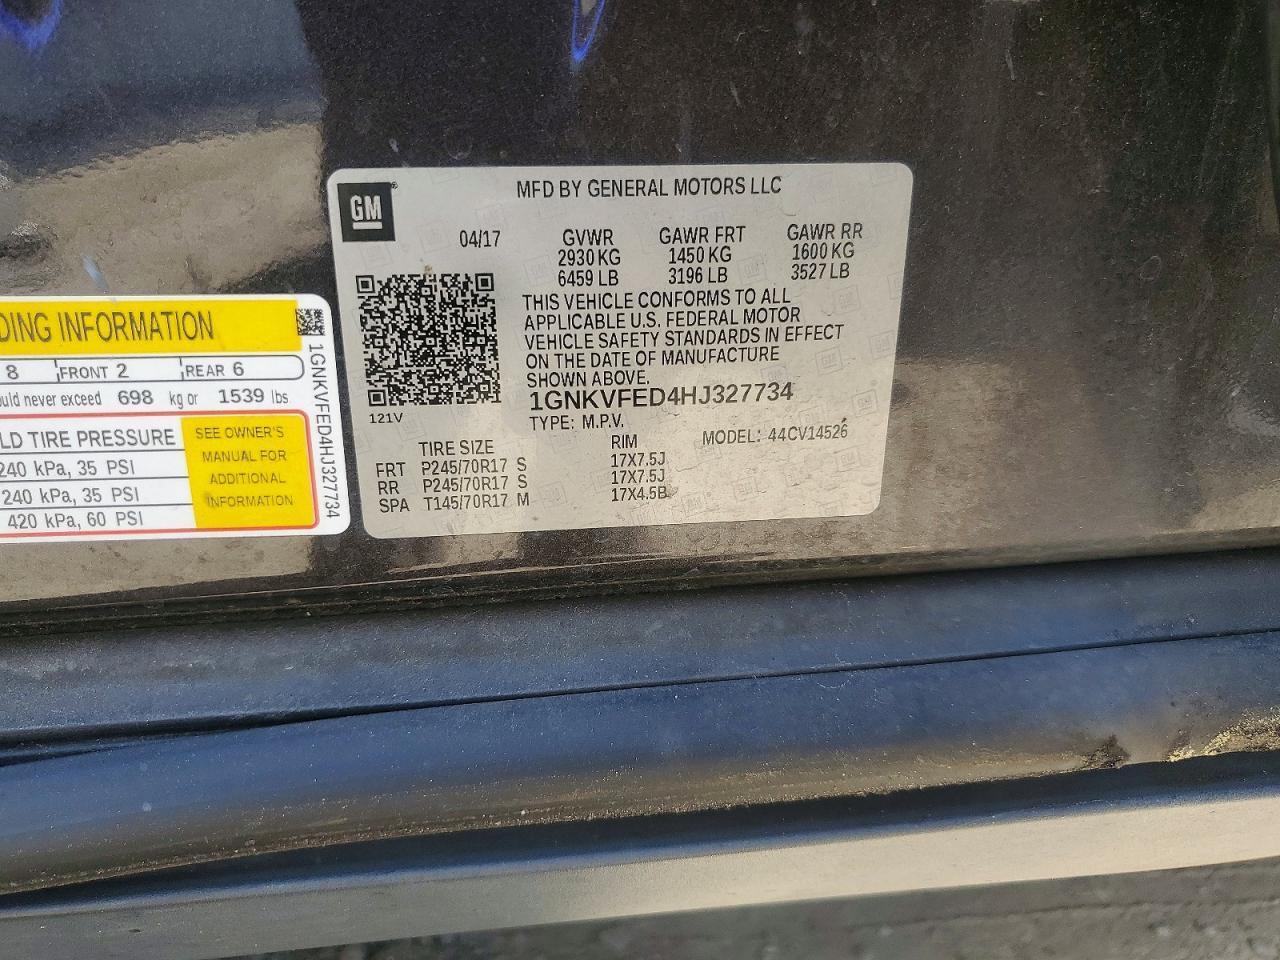 DING INFORMATION
8 FRONT 2 REAR 6
uld never exceed 698 kg or 1539 lbs
LD TIRE PRESSURE
240 kPa, 35 PSI
240 kPa, 35 PSI
420 kPa, 60 PSI
SEE OWNER'S
MANUAL FOR
ADDITIONAL
INFORMATION
1GNKVFED4HJ327734
GM
MFD BY GENERAL MOTORS LLC
04/17
GVWR GAWR FRT GAWR RR
2930 KG 1450 KG 1600 KG
6459 LB 3196 LB 3527 LB
THIS VEHICLE CONFORMS TO ALL
APPLICABLE U.S. FEDERAL MOTOR
VEHICLE SAFETY STANDARDS IN EFFECT
ON THE DATE OF MANUFACTURE
SHOWN ABOVE.
1GNKVFED4HJ327734
121V
TYPE: M.P.V.
MODEL: 44CV14526
TIRE SIZE RIM
FRT P245/70R17 S 17X7.5J
RR P245/70R17 S 17X7.5J
SPA T145/70R17 M 17X4.5B